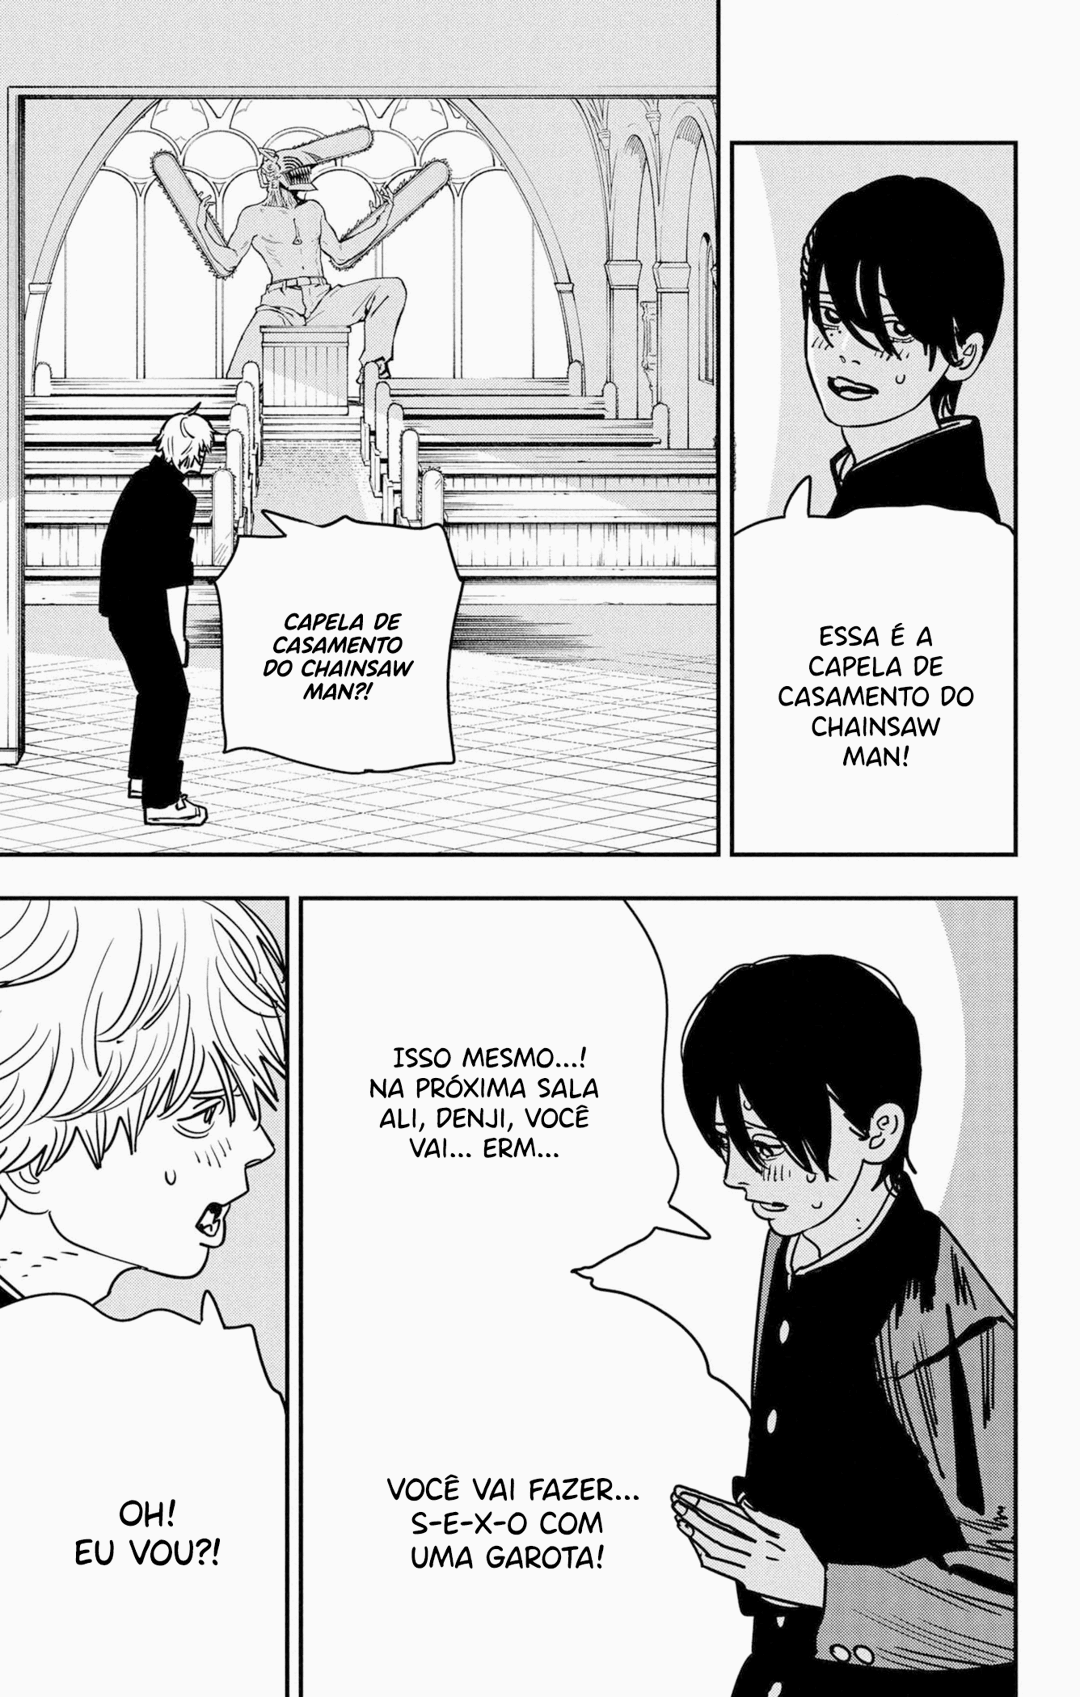 ESSA É A
CAPELA DE
CASAMENTO DO
CHAINSAW
MAN!
CAPELA DE
CASAMENTO
DO CHAINSAW
MAN?!
ISSO MESMO...!
NA PRÓXIMA SALA
ALI, DENJI, VOCÊ
VAI... ERM...
VOCÊ VAI FAZER...
S-E-X-O COM
UMA GAROTA!
OH!
EU VOU?!